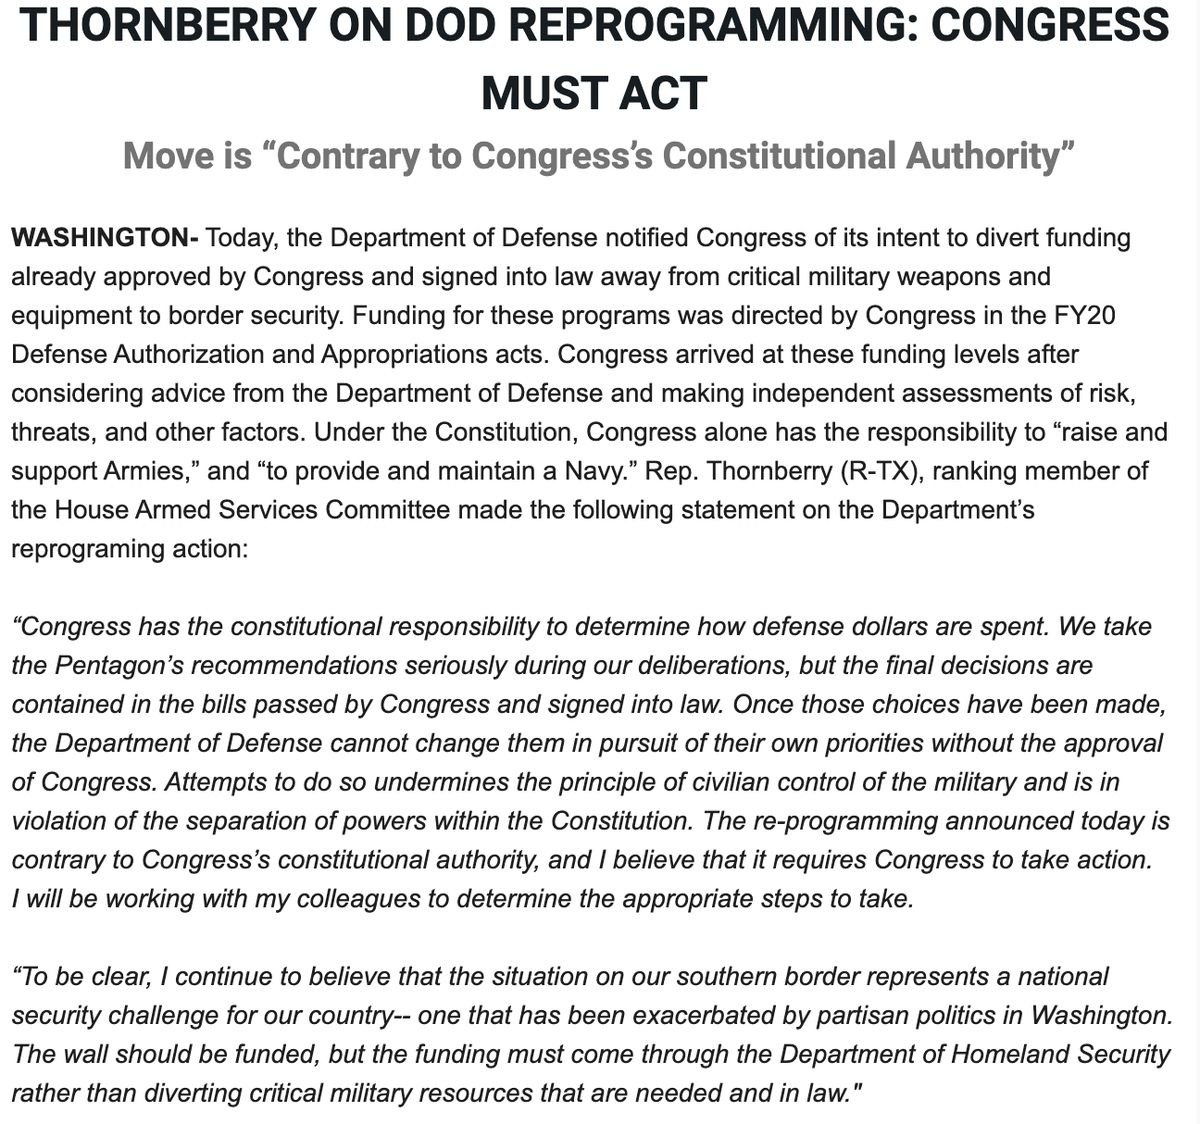 THORNBERRY ON DOD REPROGRAMMING: CONGRESS
MUST ACT
Move is “Contrary to Congress’s Constitutional Authority”
WASHINGTON- Today, the Department of Defense notified Congress of its intent to divert funding
already approved by Congress and signed into law away from critical military weapons and
equipment to border security. Funding for these programs was directed by Congress in the FY20
Defense Authorization and Appropriations acts. Congress arrived at these funding levels after
considering advice from the Department of Defense and making independent assessments of risk,
threats, and other factors. Under the Constitution, Congress alone has the responsibility to “raise and
support Armies,” and “to provide and maintain a Navy.” Rep. Thornberry (R-TX), ranking member of
the House Armed Services Committee made the following statement on the Department’s
reprograming action:
“Congress has the constitutional responsibility to determine how defense dollars are spent. We take
the Pentagon’s recommendations seriously during our deliberations, but the final decisions are
contained in the bills passed by Congress and signed into law. Once those choices have been made,
the Department of Defense cannot change them in pursuit of their own priorities without the approval
of Congress. Attempts to do so undermines the principle of civilian control of the military and is in
violation of the separation of powers within the Constitution. The re-programming announced today is
contrary to Congress’s constitutional authority, and I believe that it requires Congress to take action.
I will be working with my colleagues to determine the appropriate steps to take.
“To be clear, I continue to believe that the situation on our southern border represents a national
security challenge for our country-- one that has been exacerbated by partisan politics in Washington.
The wall should be funded, but the funding must come through the Department of Homeland Security
rather than diverting critical military resources that are needed and in law."